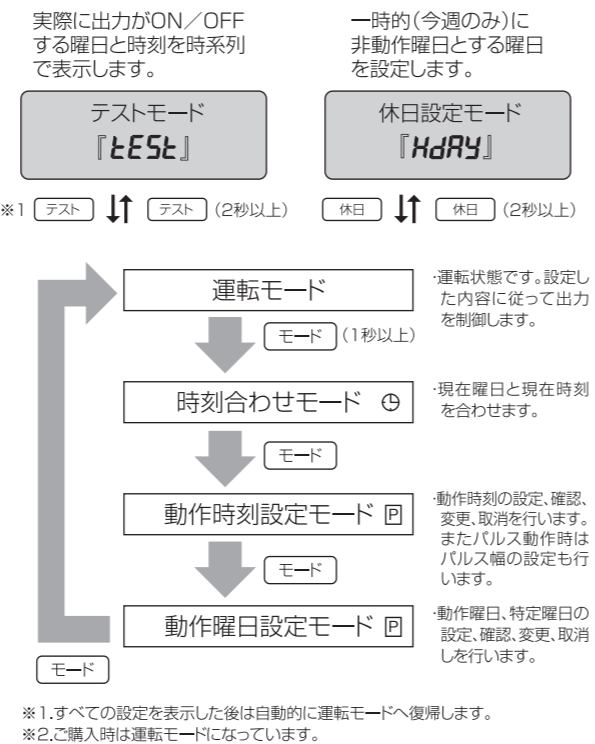 実際に出力がON／OFF
する曜日と時刻を時系列
で表示します。
一時的(今週のみ)に
非動作曜日とする曜日
を設定します。
テストモード
『tESt』
休日設定モード
『HdAY』
※1 テスト テスト (2秒以上)
休日 休日 (2秒以上)
運転モード
·運転状態です。設定し
た内容に従って出力
を制御します。
モード (1秒以上)
時刻合わせモード
·現在曜日と現在時刻
を合わせます。
モード
動作時刻設定モード P
·動作時刻の設定、確認、
変更、取消を行います。
またパルス動作時は
パルス幅の設定も行
います。
モード
動作曜日設定モード P
·動作曜日、特定曜日の
設定、確認、変更、取消
しを行います。
モード
※1.すべての設定を表示した後は自動的に運転モードへ復帰します。
※2.ご購入時は運転モードになっています。